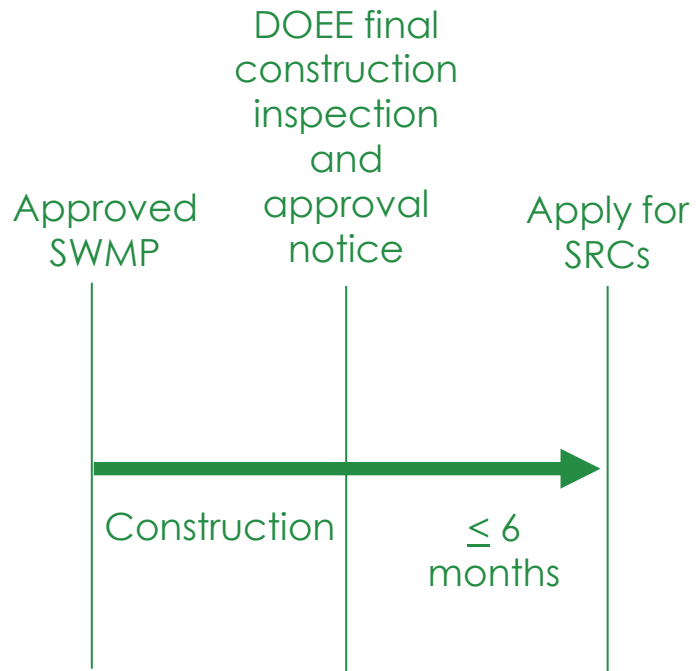 Approved
SWMP
DOEE final
construction
inspection
and
approval
notice
Apply for
SRCs
Construction
≤ 6
months